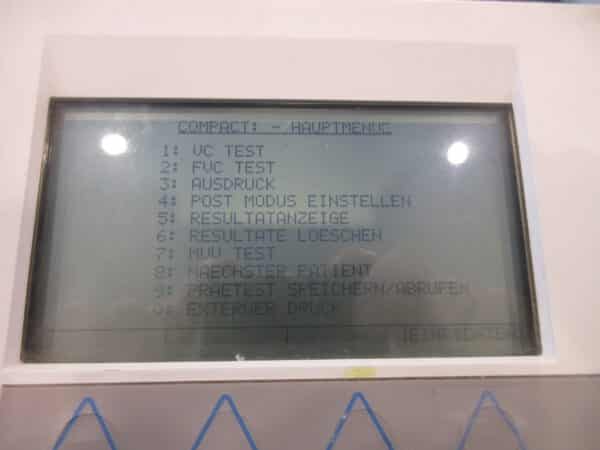 COMPACT: - HAUPTMENUE
1: VC TEST
2: FVC TEST
3: AUSDRUCK
4: POST MODUS EINSTELLEN
5: RESULTATANZEIGE
6: RESULTATE LOESCHEN
7: MVV TEST
8: NAECHSTER PATIENT
9: PRAETEST SPEICHERN/ABRUFEN
0: EXTERNER DRUCK